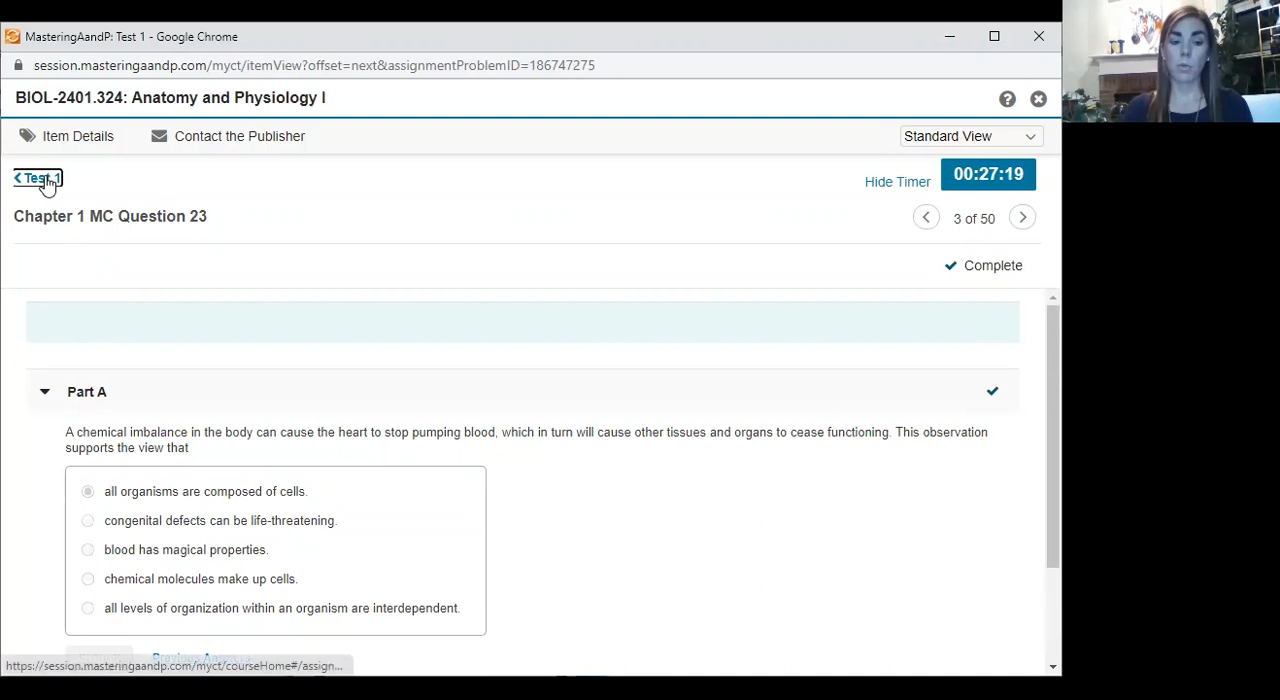 MasteringAandP: Test 1 - Google Chrome
session.masteringaandp.com/myct/itemView?offset=next&assignmentProblemID=186747275
BIOL-2401.324: Anatomy and Physiology I
Item Details Contact the Publisher Standard View
Test 1
Hide Timer 00:27:19
Chapter 1 MC Question 23 3 of 50
Complete
Part A
A chemical imbalance in the body can cause the heart to stop pumping blood, which in turn will cause other tissues and organs to cease functioning. This observation
supports the view that
all organisms are composed of cells.
congenital defects can be life-threatening.
blood has magical properties.
chemical molecules make up cells.
all levels of organization within an organism are interdependent.
Previous Answers
https://session.masteringaandp.com/myct/courseHome#/assign...